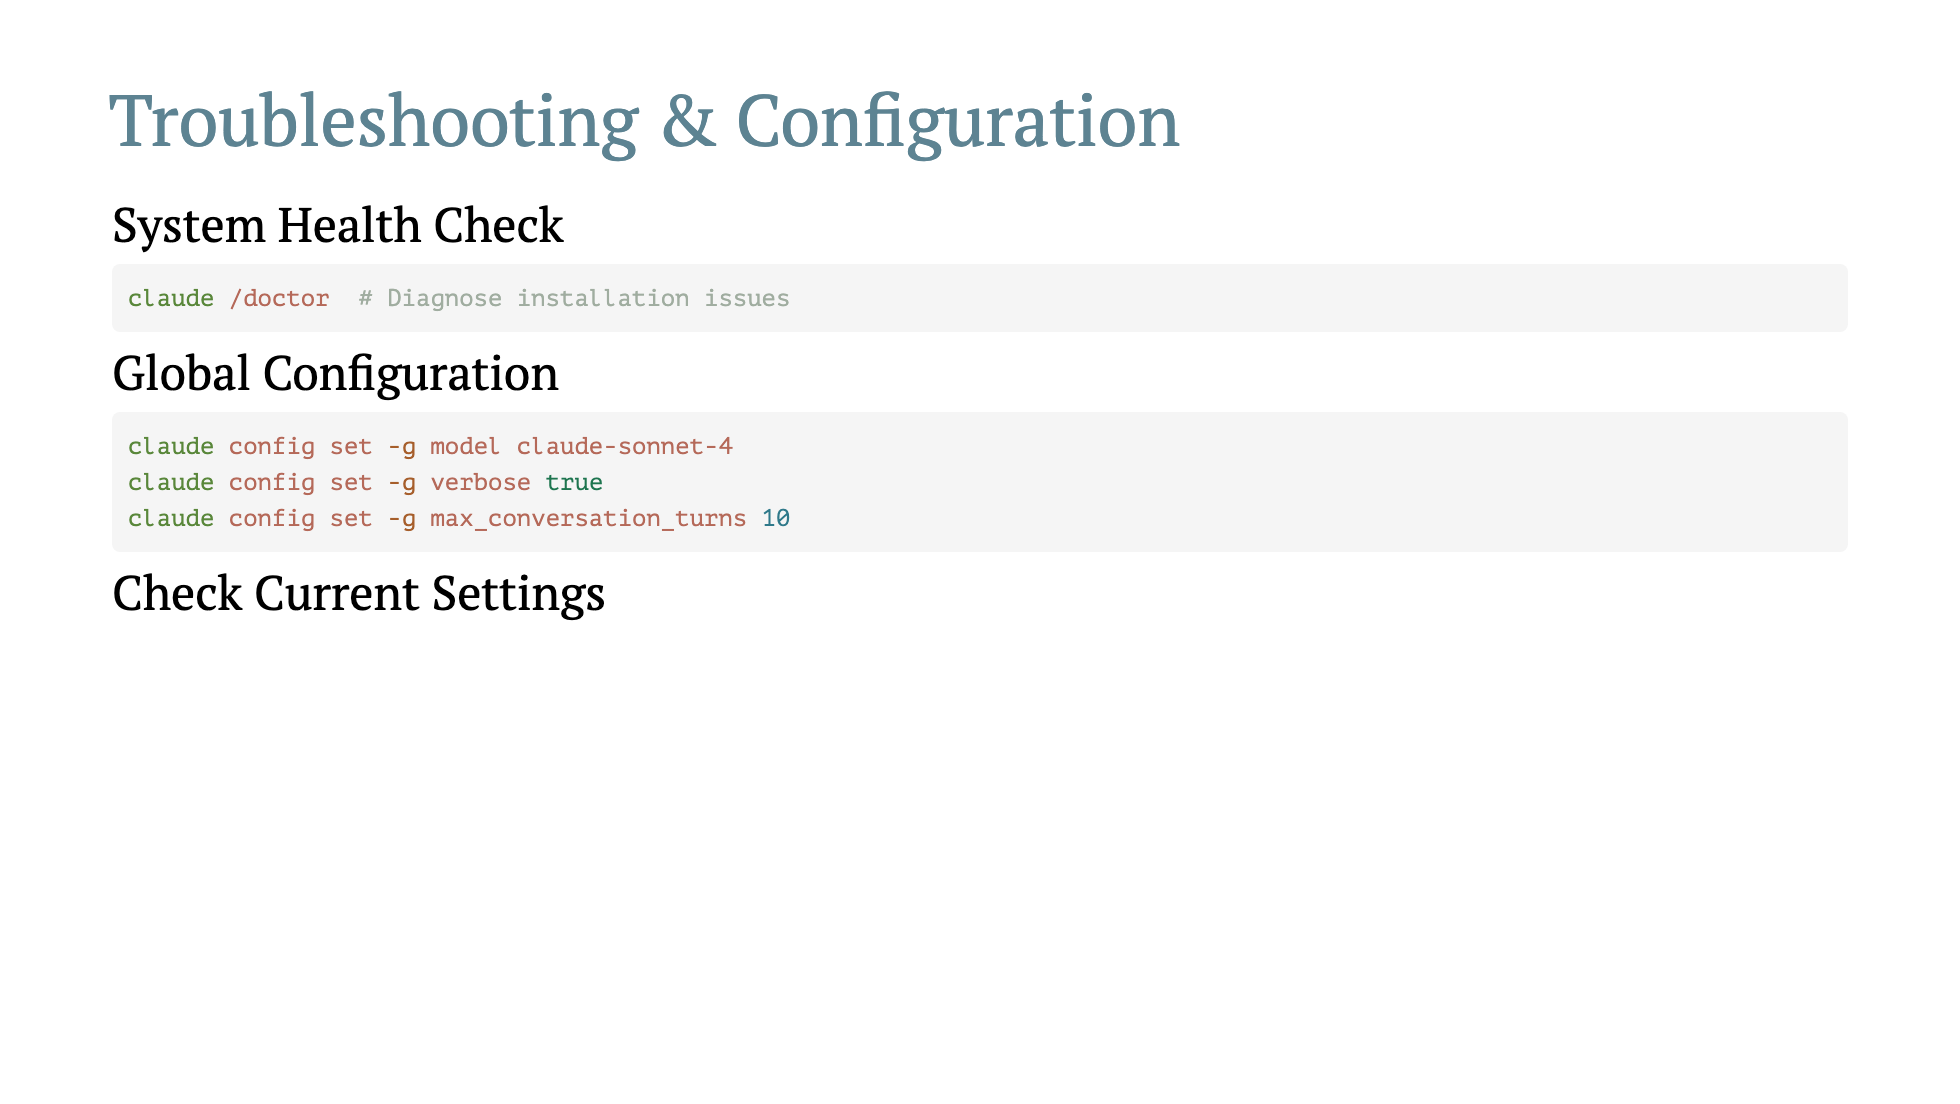 Troubleshooting & Configuration
System Health Check
claude /doctor  # Diagnose installation issues
Global Configuration
claude config set -g model claude-sonnet-4
claude config set -g verbose true
claude config set -g max_conversation_turns 10
Check Current Settings